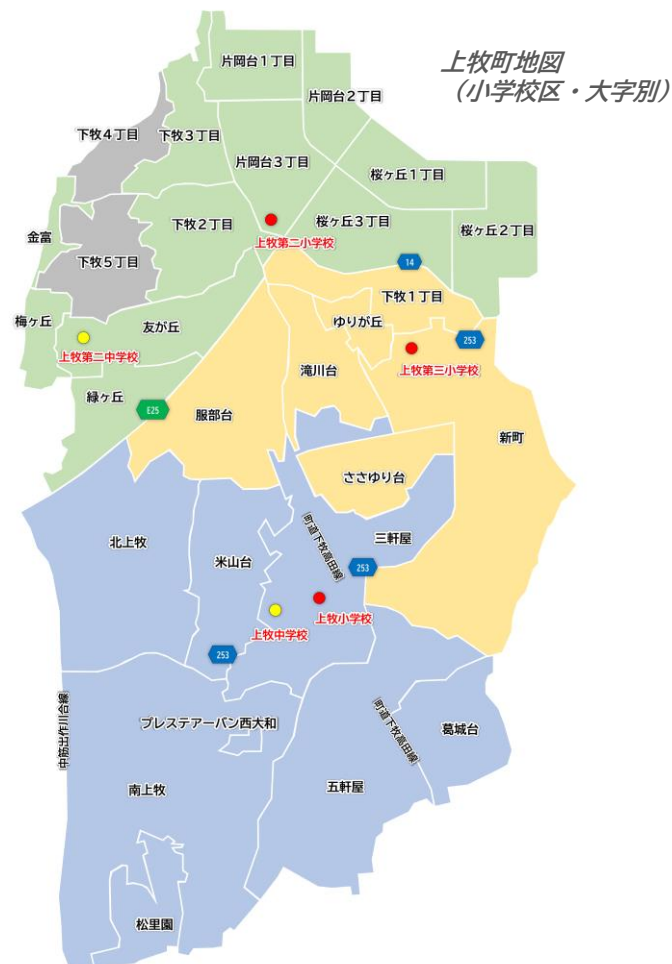 上牧町地図
（小学校区・大字別）
片岡台１丁目
片岡台２丁目
下牧４丁目
下牧３丁目
片岡台３丁目
桜ヶ丘１丁目
下牧２丁目
桜ヶ丘３丁目
桜ヶ丘２丁目
金富
上牧第二小学校
下牧５丁目
14
下牧１丁目
梅ヶ丘
友が丘
ゆりが丘
253
上牧第二中学校
滝川台
上牧第三小学校
緑ヶ丘
E25
服部台
新町
ささゆり台
北上牧
米山台
町道下牧高田線
三軒屋
253
上牧中学校
上牧小学校
253
中筋出作川合線
プレステアーバン西大和
町道下牧高田線
葛城台
南上牧
五軒屋
松里園